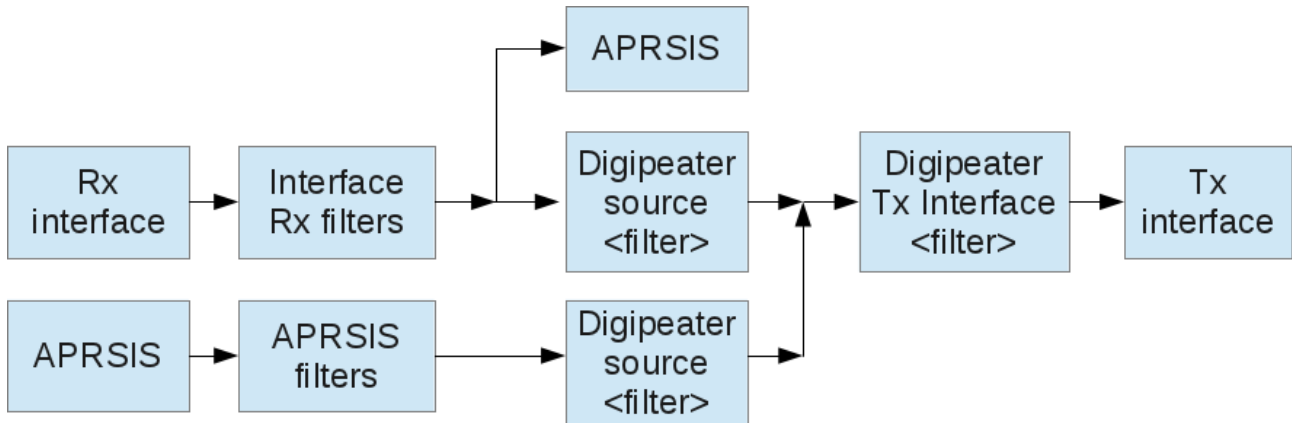 APRSIS
Rx
interface
Interface
Rx filters
Digipeater
source
<filter>
Digipeater
Tx Interface
<filter>
Tx
interface
APRSIS
APRSIS
filters
Digipeater
source
<filter>